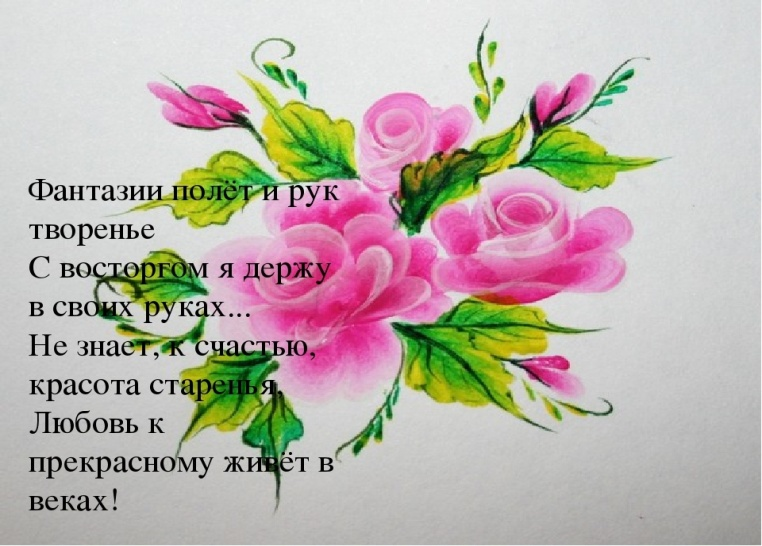 Фантазии полёт и рук
творенье
С восторгом я держу
в своих руках...
Не знает, к счастью,
красота старенья,
Любовь к
прекрасному живёт в
веках!